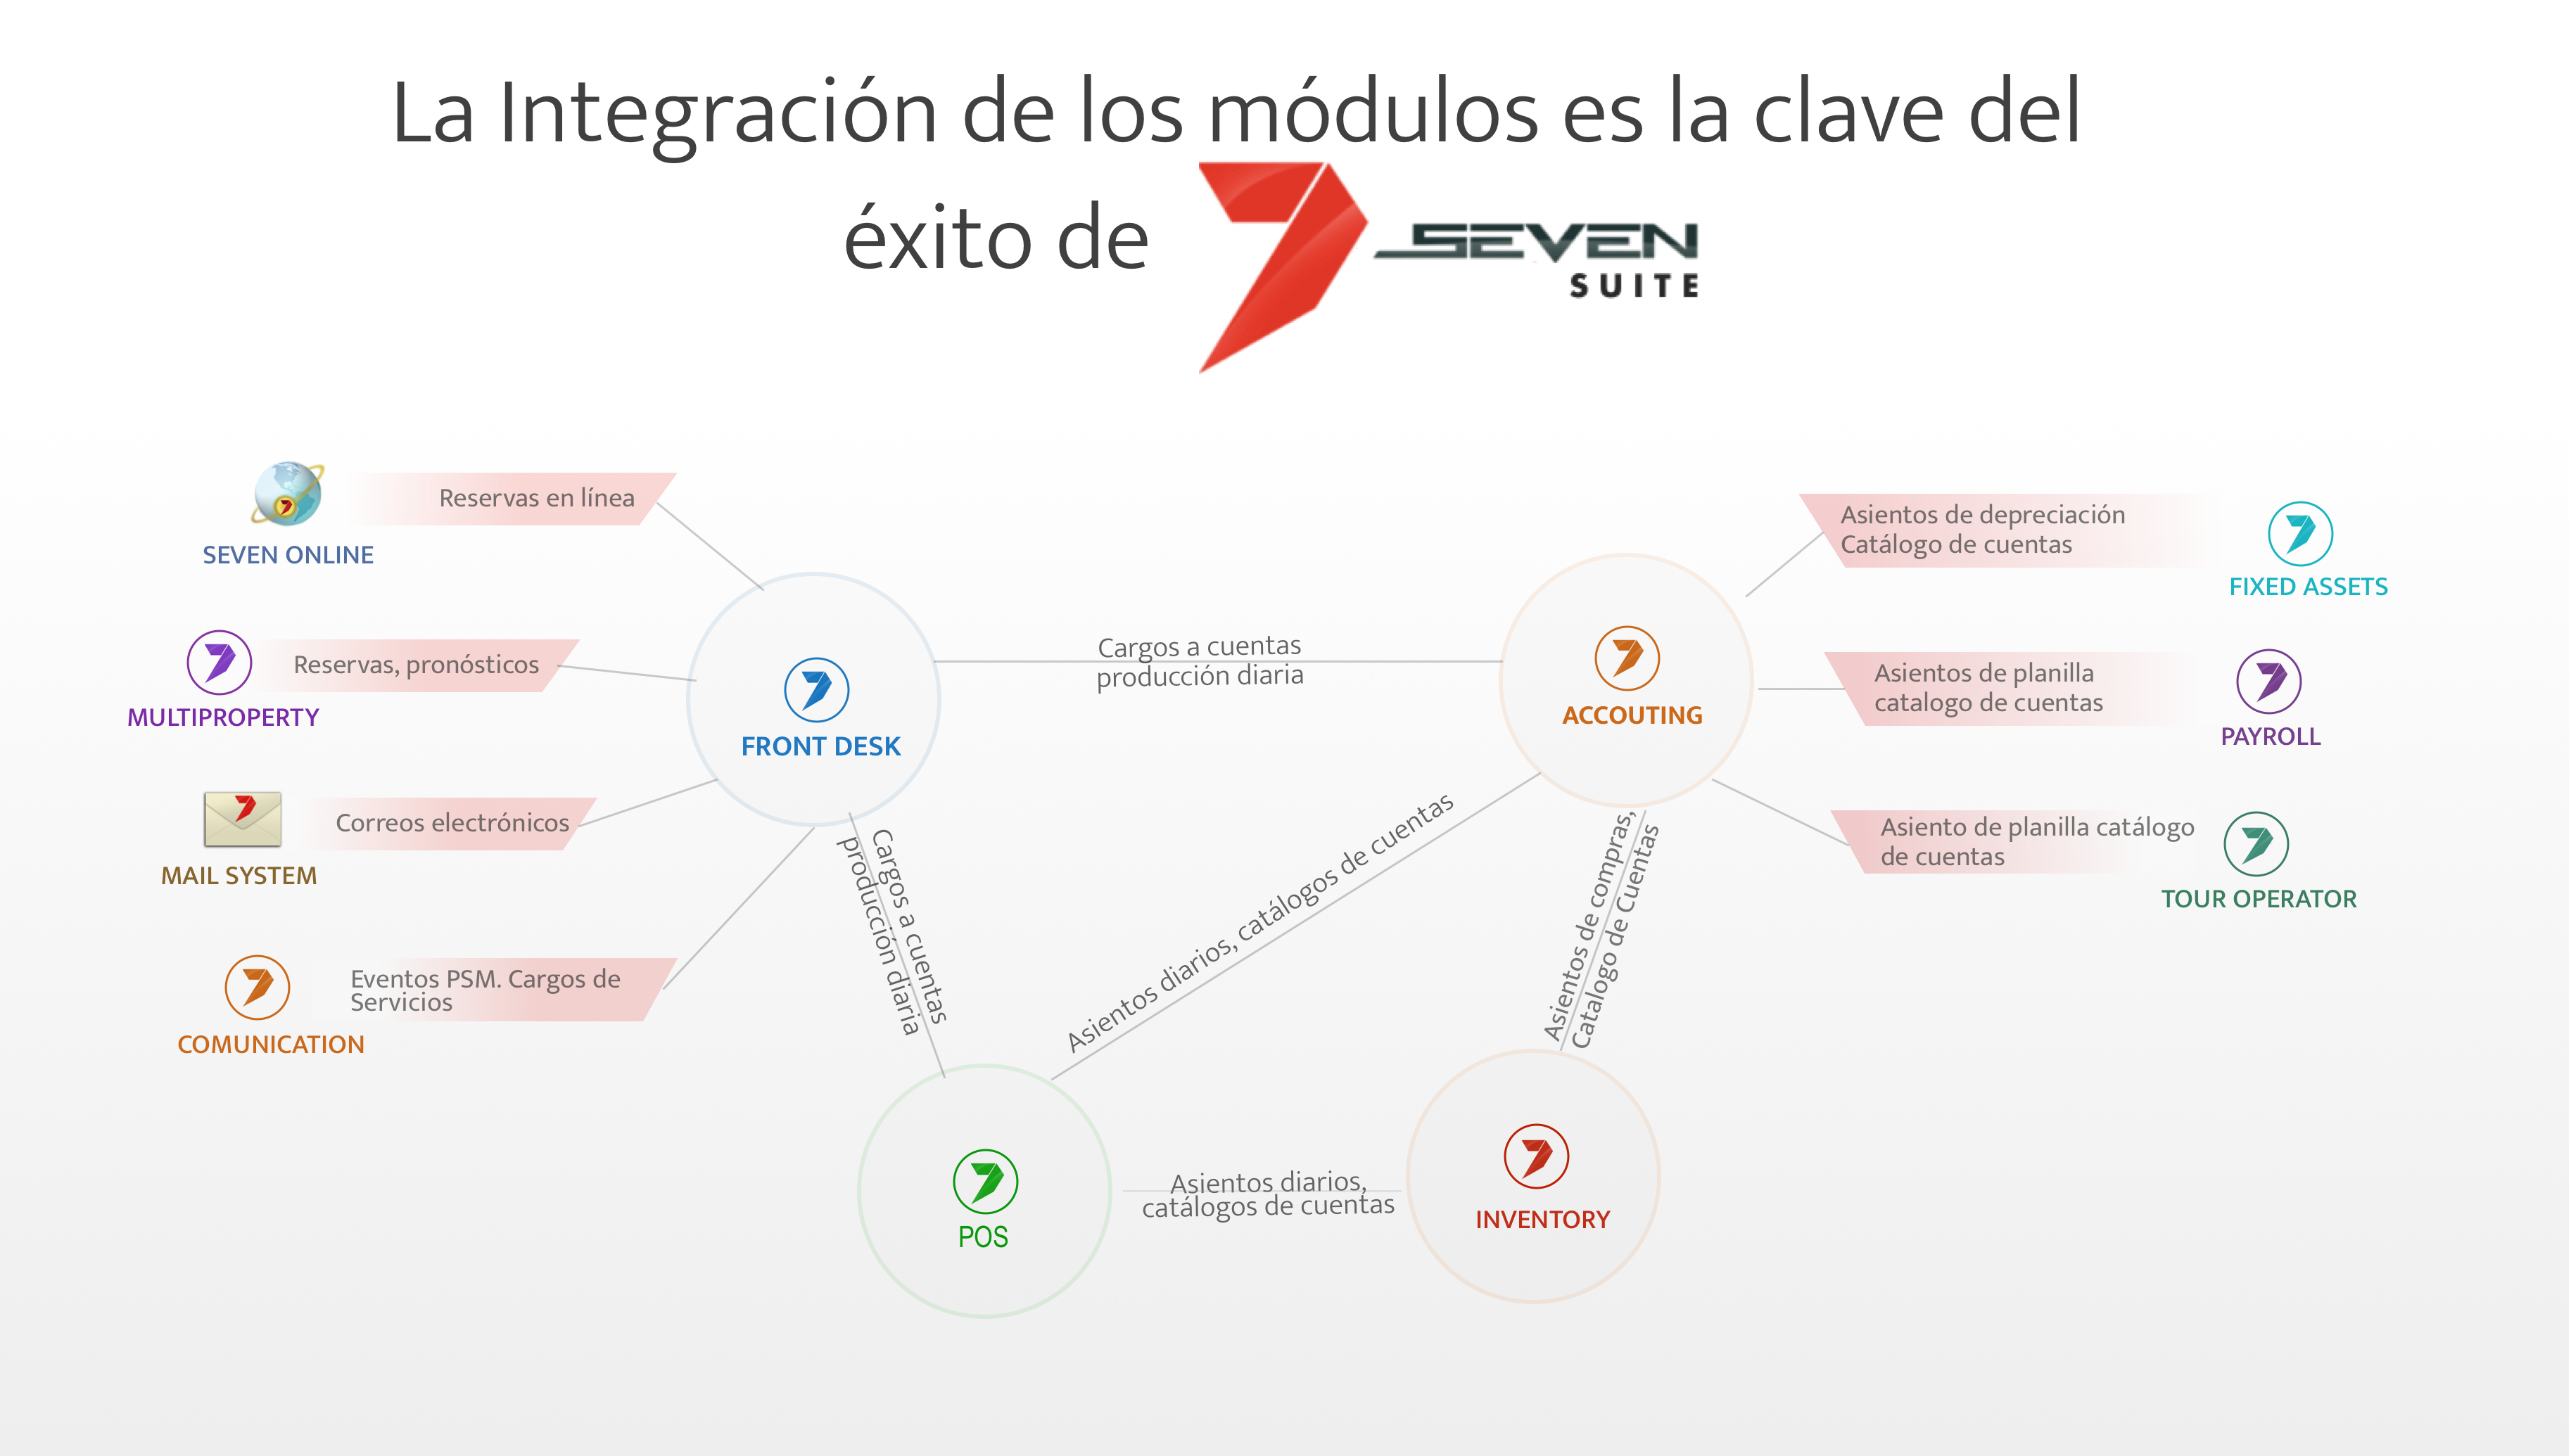 La Integración de los módulos es la clave del
éxito de
SEVEN
SUITE
Reservas en línea
SEVEN ONLINE
Reservas, pronósticos
MULTIPROPERTY
Correos electrónicos
MAIL SYSTEM
Eventos PSM. Cargos de
Servicios
COMUNICATION
FRONT DESK
Cargos a cuentas
producción diaria
ACCOUTING
Asientos de depreciación
Catálogo de cuentas
FIXED ASSETS
Asientos de planilla
catalogo de cuentas
PAYROLL
Asiento de planilla catálogo
de cuentas
TOUR OPERATOR
Cargos a cuentas
producción diaria
Asientos diarios, catálogos de cuentas
Asientos de compras,
Catalogo de Cuentas
POS
Asientos diarios,
catálogos de cuentas
INVENTORY